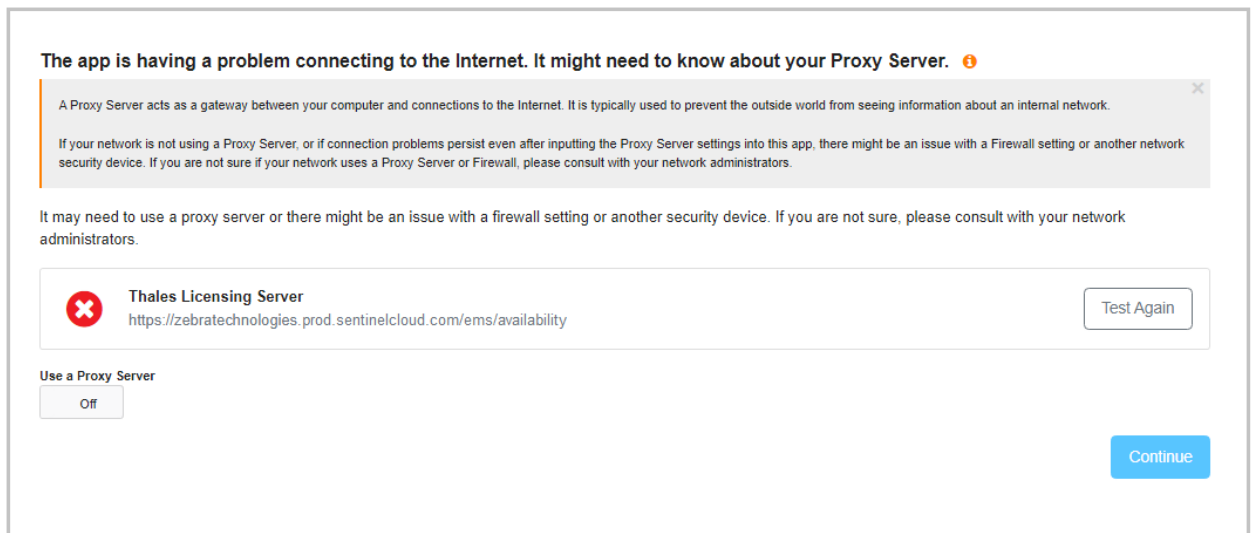 The app is having a problem connecting to the Internet. It might need to know about your Proxy Server.
A Proxy Server acts as a gateway between your computer and connections to the Internet. It is typically used to prevent the outside world from seeing information about an internal network.
If your network is not using a Proxy Server, or if connection problems persist even after inputting the Proxy Server settings into this app, there might be an issue with a Firewall setting or another network
security device. If you are not sure if your network uses a Proxy Server or Firewall, please consult with your network administrators.
It may need to use a proxy server or there might be an issue with a firewall setting or another security device. If you are not sure, please consult with your network
administrators.
Thales Licensing Server
https://zebratechnologies.prod.sentinelcloud.com/ems/availability
Test Again
Use a Proxy Server
Off
Continue